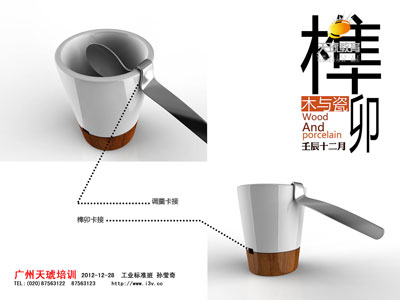 榫卯
木与瓷
Wood
And
porcelain
壬辰十二月
调羹卡接
榫卯卡接
广州天琥培训 2012-12-28 工业标准班 孙莹奇
TEL:(020)87563122 87563123 http://www.i3v.cc